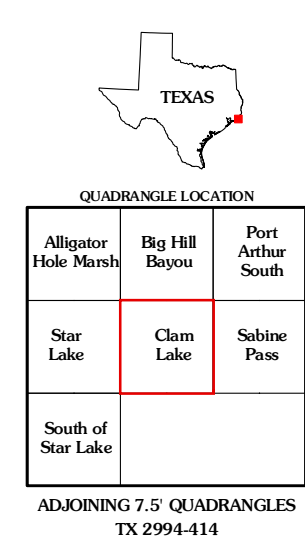 TEXAS
QUADRANGLE LOCATION
Alligator
Hole Marsh
Big Hill
Bayou
Port
Arthur
South
Star
Lake
Clam
Lake
Sabine
Pass
South of
Star Lake
ADJOINING 7.5' QUADRANGLES
TX 2994-414